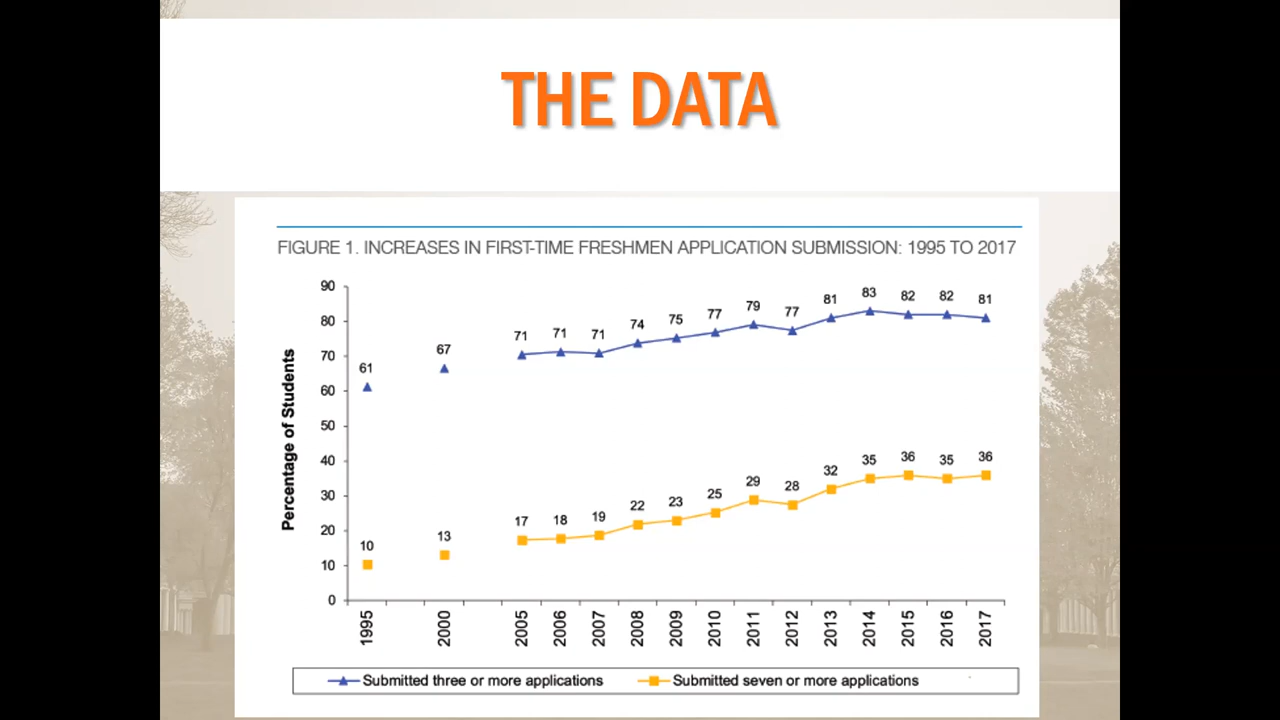 THE DATA
FIGURE 1. INCREASES IN FIRST-TIME FRESHMEN APPLICATION SUBMISSION: 1995 TO 2017
Percentage of Students
90
80
70
60
50
40
30
20
10
0
61 67 71 71 71 74 75 77 79 77 81 83 82 82 81
10 13 17 18 19 22 23 25 29 28 32 35 36 35 36
1995 2000 2005 2006 2007 2008 2009 2010 2011 2012 2013 2014 2015 2016 2017
Submitted three or more applications Submitted seven or more applications